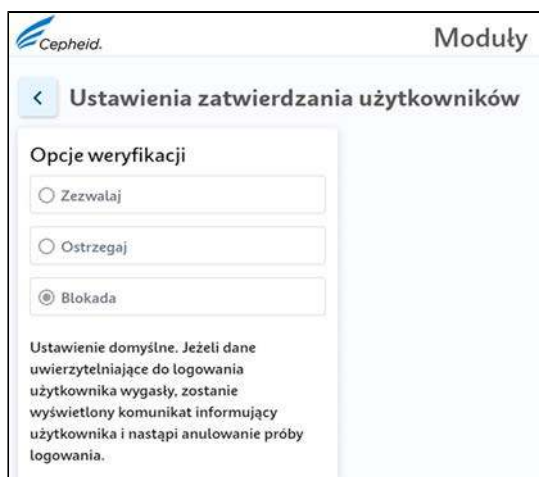 Cepheid.
Moduły
Ustawienia zatwierdzania użytkowników
Opcje weryfikacji
Zezwalaj
Ostrzegaj
Blokada
Ustawienie domyślne. Jeżeli dane
uwierzytelniające do logowania
użytkownika wygasły, zostanie
wyświetlony komunikat informujący
użytkownika i nastąpi anulowanie próby
logowania.